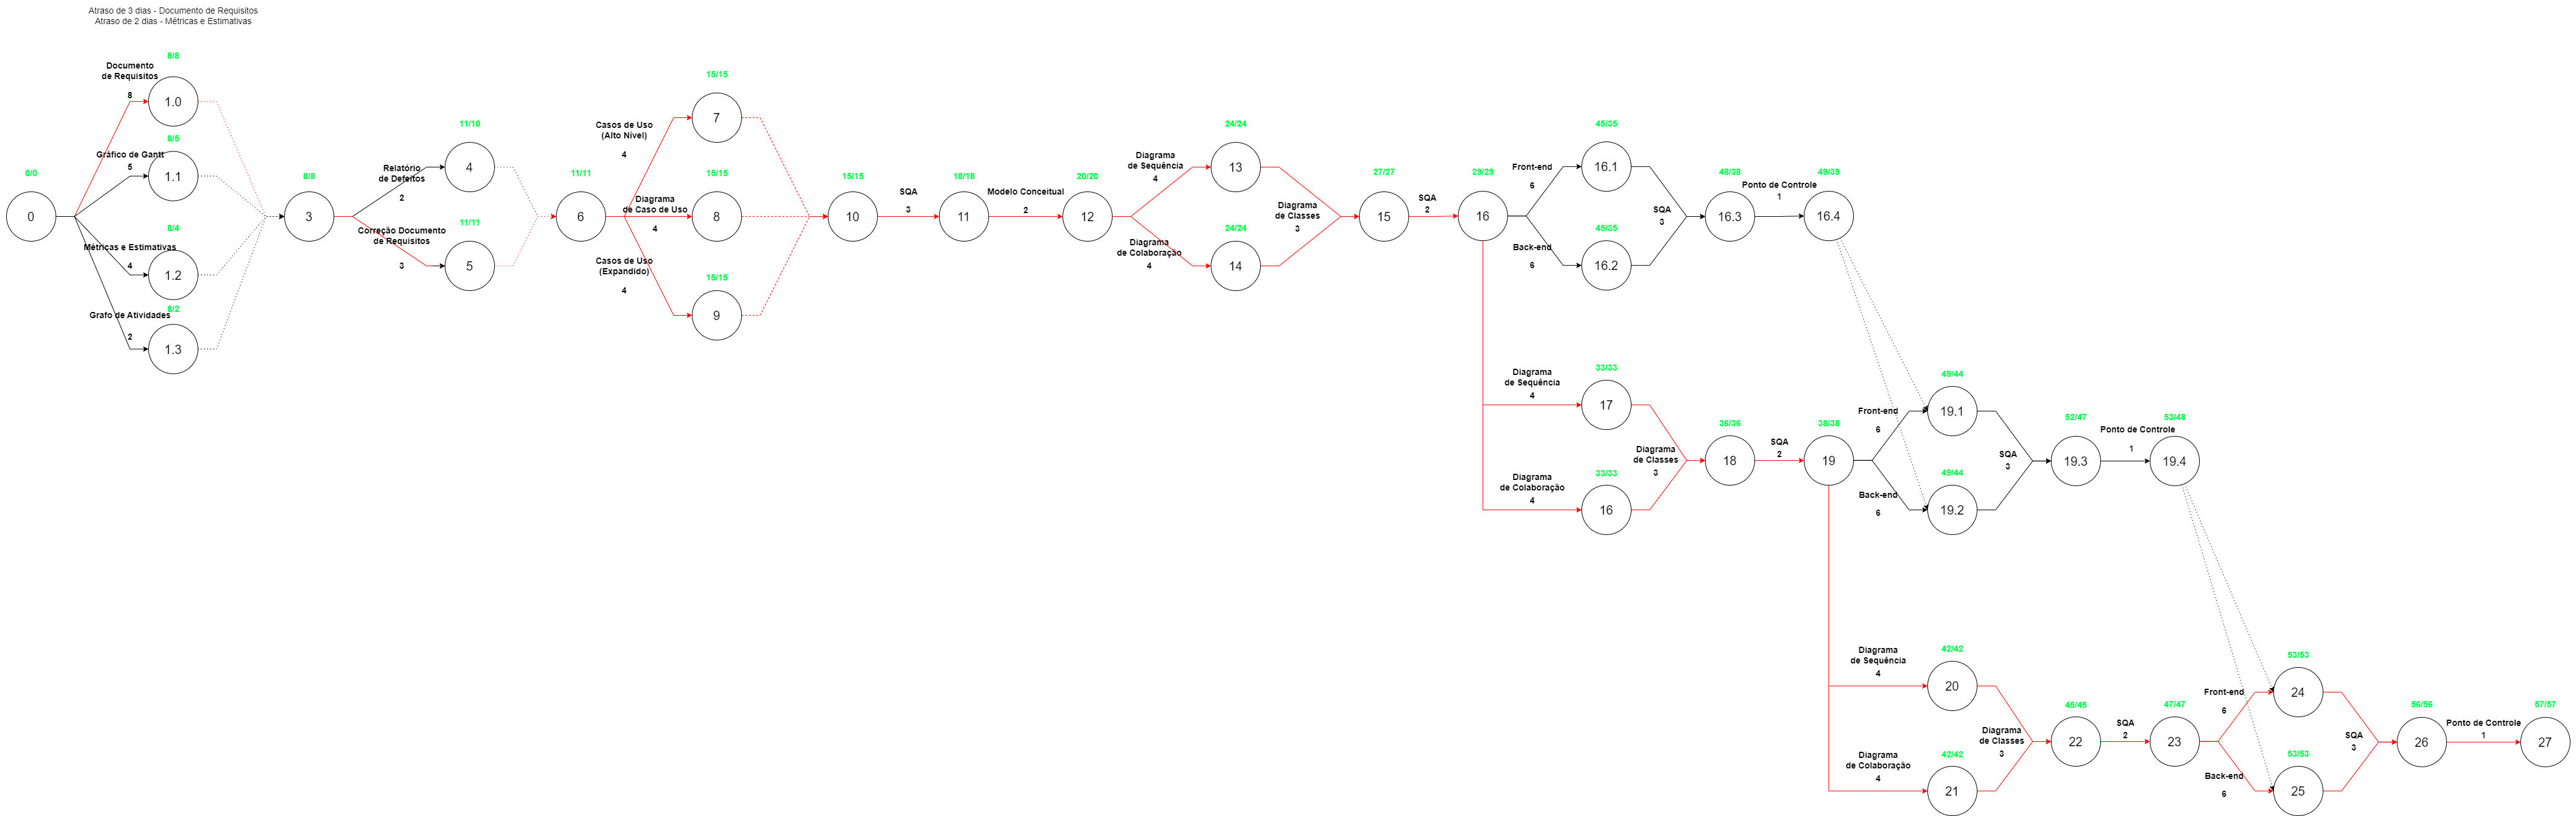 Atraso de 3 dias - Documento de Requisitos
Atraso de 2 dias - Métricas e Estimativas
0/0
0
Documento
de Requisitos
8
8/8
1.0
Gráfico de Gantt
5
8/5
1.1
Métricas e Estimativas
4
8/4
1.2
Grafo de Atividades
2
8/2
1.3
8/8
3
Relatório
de Defeitos
2
11/10
4
Correção Documento
de Requisitos
3
11/11
5
11/11
6
Casos de Uso
(Alto Nível)
4
15/15
7
Diagrama
de Caso de Uso
4
15/15
8
Casos de Uso
(Expandido)
4
15/15
9
15/15
10
SQA
3
18/18
11
Modelo Conceitual
2
20/20
12
Diagrama
de Sequência
4
24/24
13
Diagrama
de Colaboração
4
24/24
14
Diagrama
de Classes
3
27/27
15
SQA
2
29/29
16
Front-end
6
45/35
16.1
Back-end
6
45/35
16.2
SQA
3
48/38
16.3
Ponto de Controle
1
49/39
16.4
Diagrama
de Sequência
4
33/33
17
Diagrama
de Colaboração
4
33/33
16
Diagrama
de Classes
3
36/36
18
SQA
2
38/38
19
Front-end
6
49/44
19.1
Back-end
6
49/44
19.2
SQA
3
52/47
19.3
Ponto de Controle
1
53/48
19.4
Diagrama
de Sequência
4
42/42
20
Diagrama
de Colaboração
4
42/42
21
Diagrama
de Classes
3
45/45
22
SQA
2
47/47
23
Front-end
6
53/53
24
Back-end
6
53/53
25
SQA
3
56/56
26
Ponto de Controle
1
57/57
27